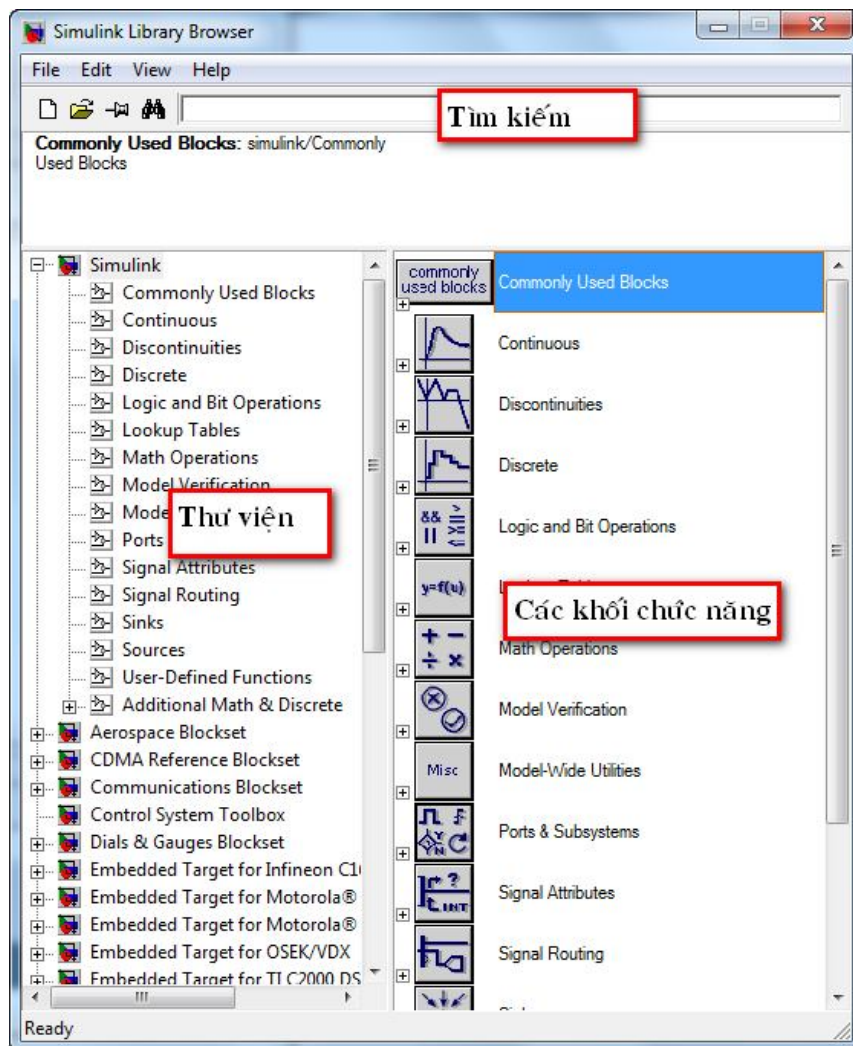 Simulink Library Browser
File Edit View Help
Tìm kiếm
Commonly Used Blocks: simulink/Commonly
Used Blocks
Simulink
Commonly Used Blocks
Continuous
Discontinuities
Discrete
Logic and Bit Operations
Lookup Tables
Math Operations
Model Verification
Mode
Ports
Signal Attributes
Signal Routing
Sinks
Sources
User-Defined Functions
Additional Math & Discrete
Aerospace Blockset
CDMA Reference Blockset
Communications Blockset
Control System Toolbox
Dials & Gauges Blockset
Embedded Target for Infineon C1
Embedded Target for Motorola®
Embedded Target for Motorola®
Embedded Target for OSEK/VDX
Embedded Target for TI C2000 DS
Thư viện
commonly
used blocks
Commonly Used Blocks
Continuous
Discontinuities
Discrete
&& > = >=
|| <=
Logic and Bit Operations
y=f(u)
Các khối chức năng
+ −
÷ ×
Math Operations
Model Verification
Misc
Model-Wide Utilities
Y
N
Ports & Subsystems
?
t, INT
Signal Attributes
Signal Routing
Ready